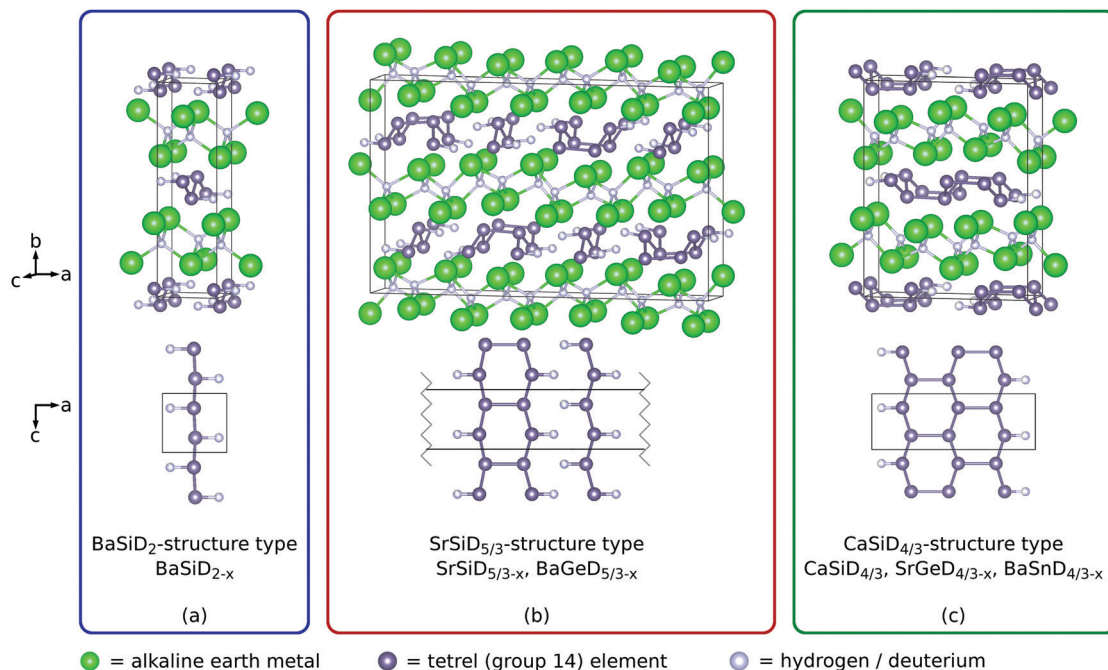 b
c a
a
c
BaSiD₂-structure type
BaSiD₂₋ₓ
(a)
SrSiD₅/₃-structure type
SrSiD₅/₃₋ₓ, BaGeD₅/₃₋ₓ
(b)
CaSiD₄/₃-structure type
CaSiD₄/₃, SrGeD₄/₃₋ₓ, BaSnD₄/₃₋ₓ
(c)
= alkaline earth metal = tetrel (group 14) element = hydrogen / deuterium